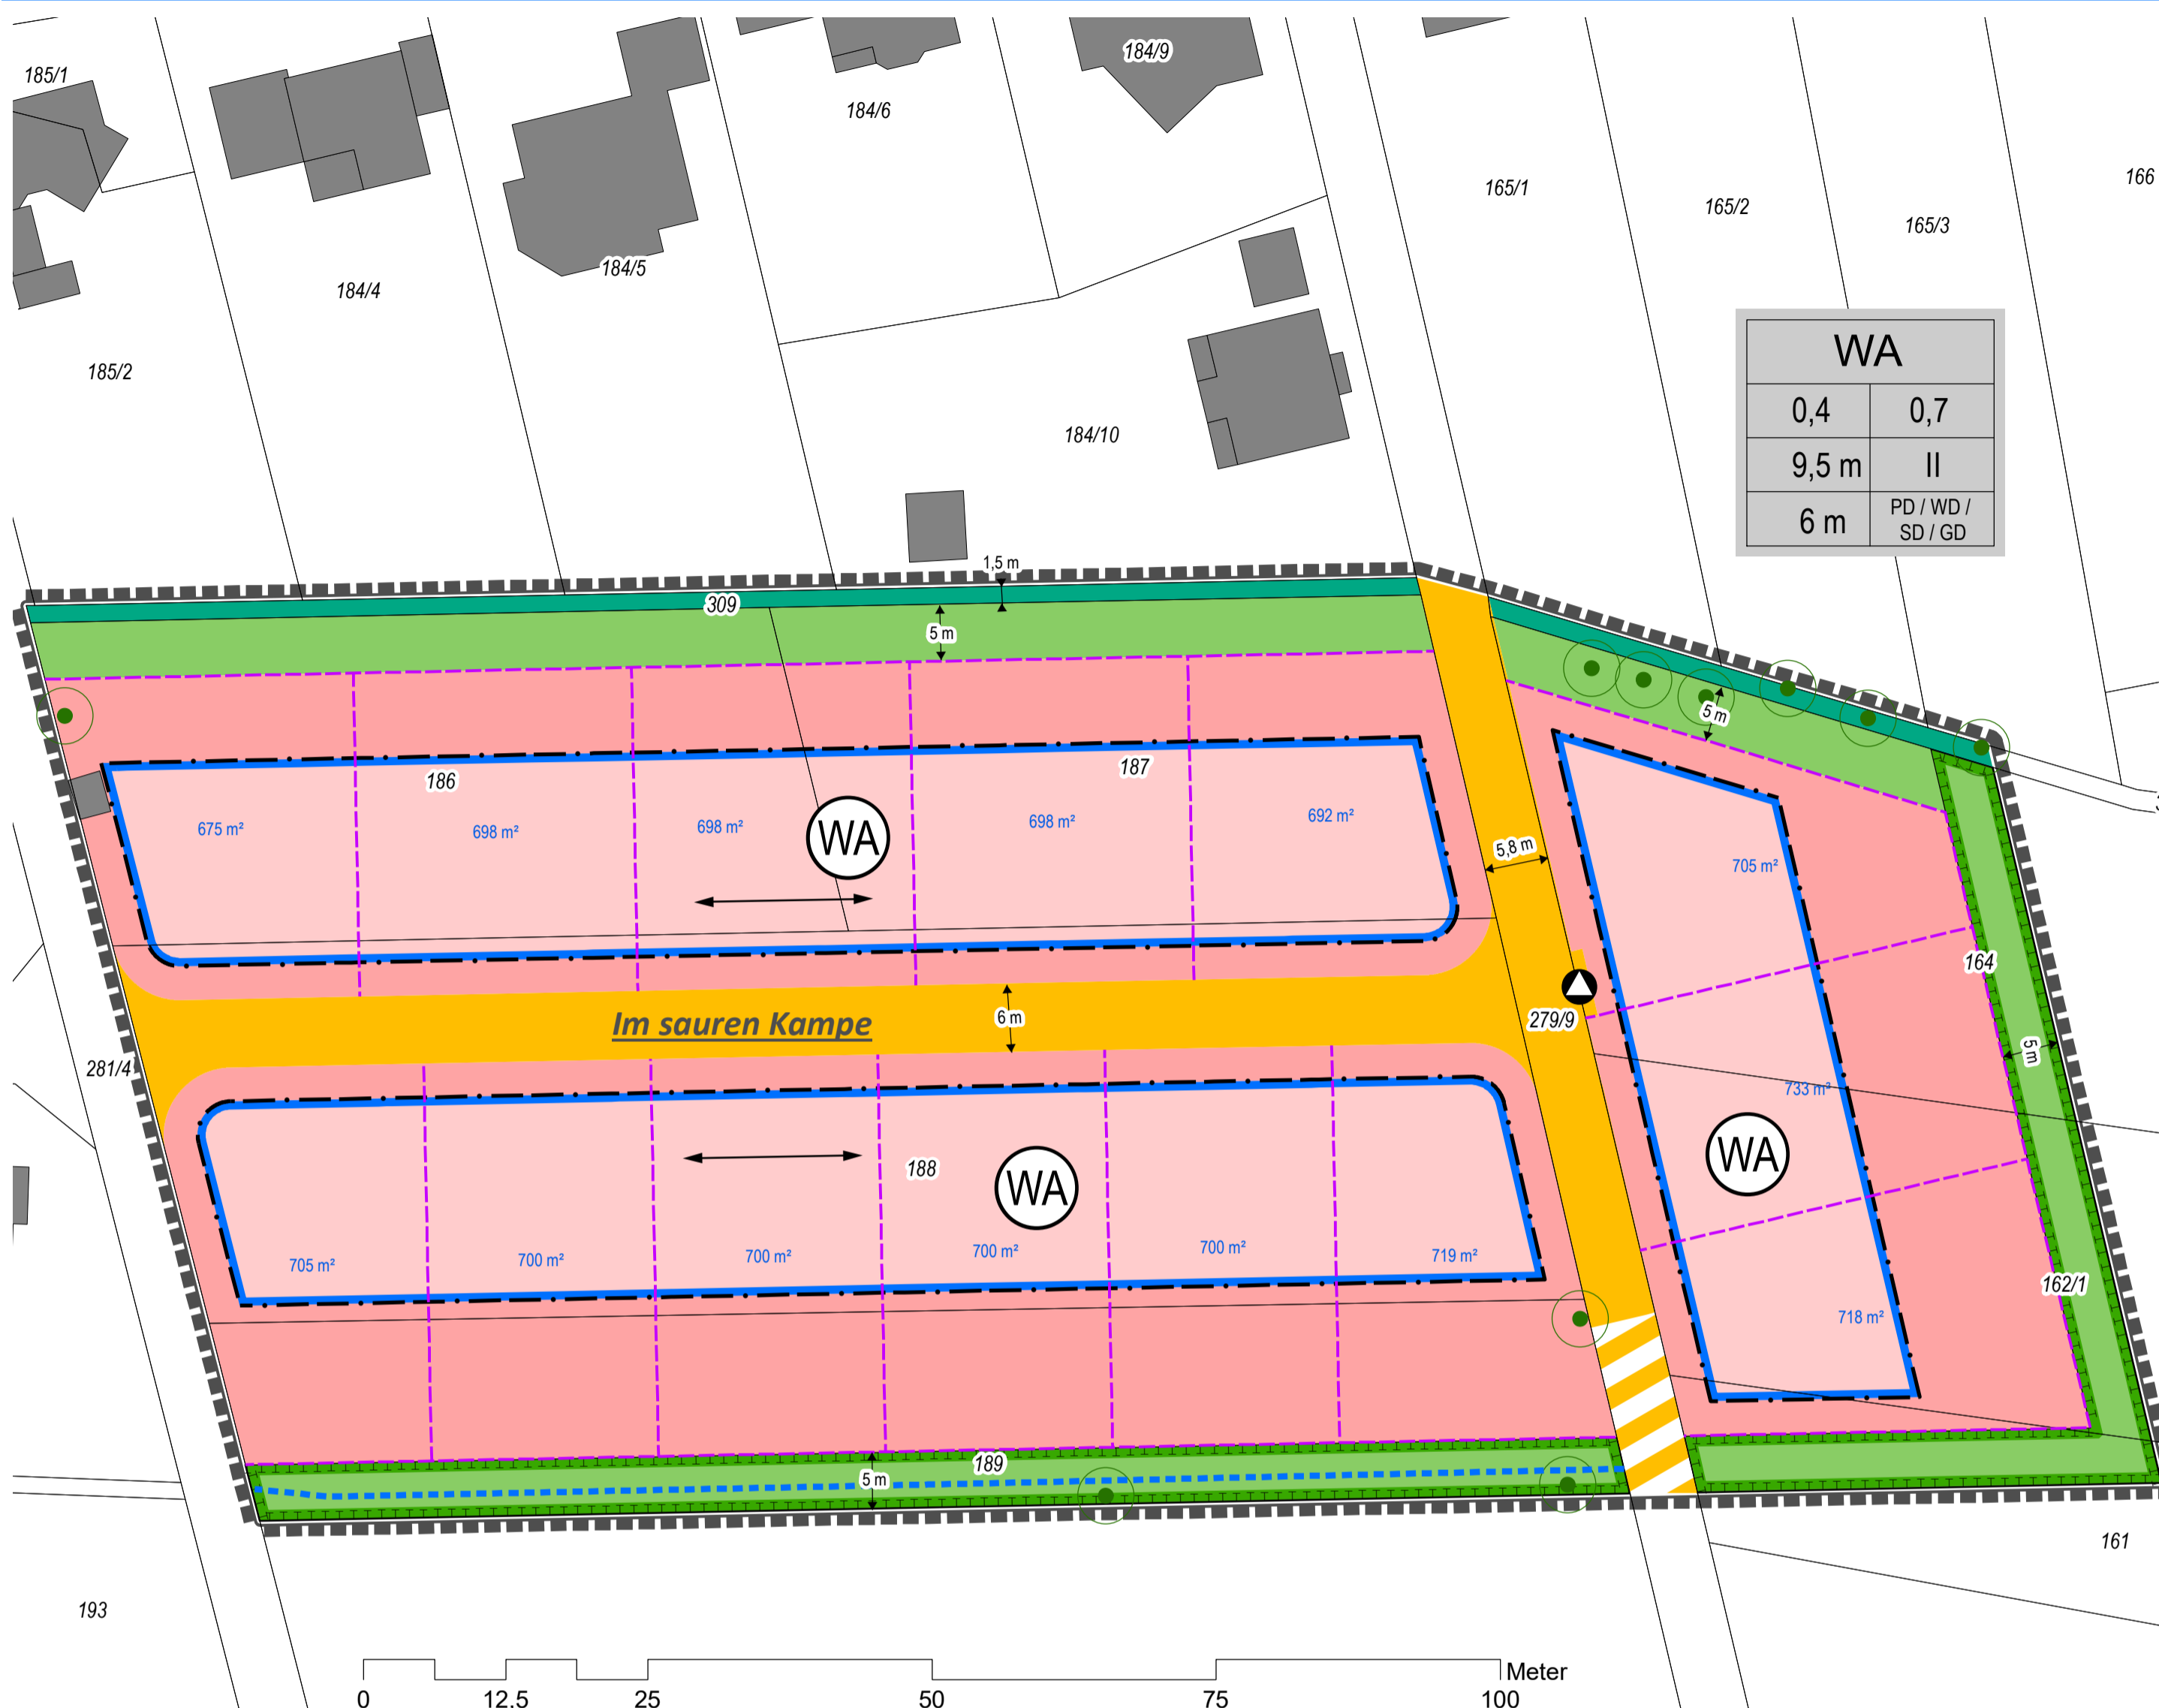 185/1
184/9
184/6
166
165/1
165/2
165/3
184/5
184/4
185/2
184/10
WA
0,4 0,7
9,5 m II
6 m PD / WD /
SD / GD
1,5 m
309
5 m
5 m
186
187
675 m²
698 m²
698 m²
WA
698 m²
692 m²
5,8 m
705 m²
164
Im sauren Kampe
6 m
279/9
5 m
281/4
733 m²
WA
188
WA
705 m²
700 m²
700 m²
700 m²
700 m²
719 m²
162/1
718 m²
189
5 m
161
193
Meter
0 12.5 25 50 75 100